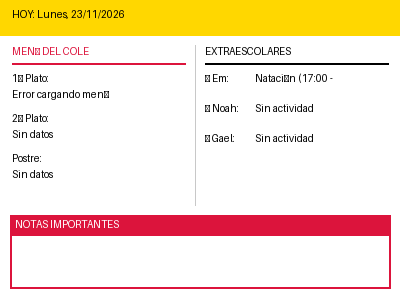 HOY: Lunes, 23/11/2026
MEN▯ DEL COLE
1▯ Plato:
Error cargando men▯
2▯ Plato:
Sin datos
Postre:
Sin datos
EXTRAESCOLARES
▯ Em: Nataci▯n (17:00 -
▯ Noah: Sin actividad
▯ Gael: Sin actividad
NOTAS IMPORTANTES